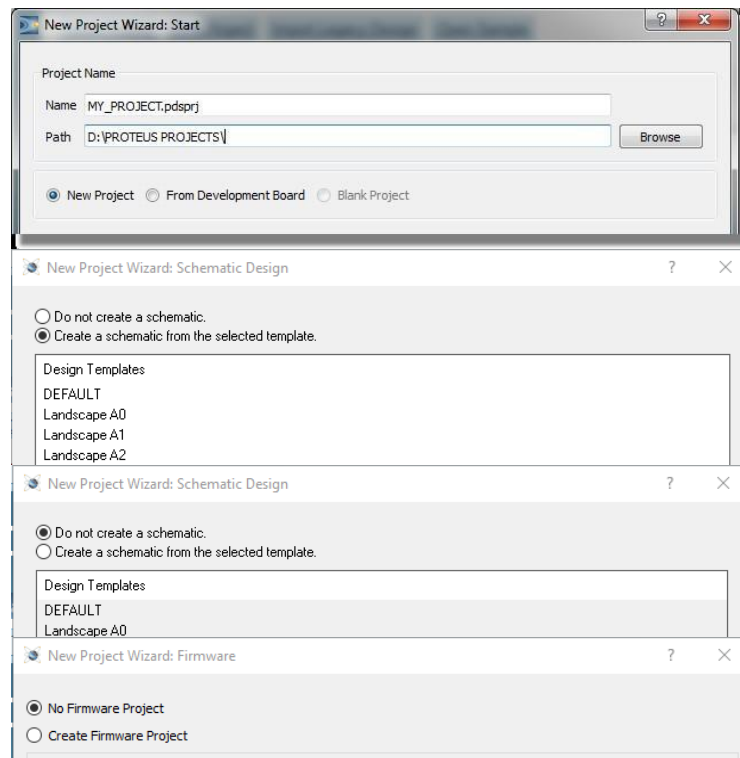 New Project Wizard: Start
?
Project Name
Name MY_PROJECT.pdsprj
Path D:\PROTEUS PROJECTS\
Browse
New Project From Development Board Blank Project
New Project Wizard: Schematic Design ?
Do not create a schematic.
Create a schematic from the selected template.
Design Templates
DEFAULT
Landscape A0
Landscape A1
Landscape A2
New Project Wizard: Schematic Design ?
Do not create a schematic.
Create a schematic from the selected template.
Design Templates
DEFAULT
Landscape A0
New Project Wizard: Firmware ?
No Firmware Project
Create Firmware Project